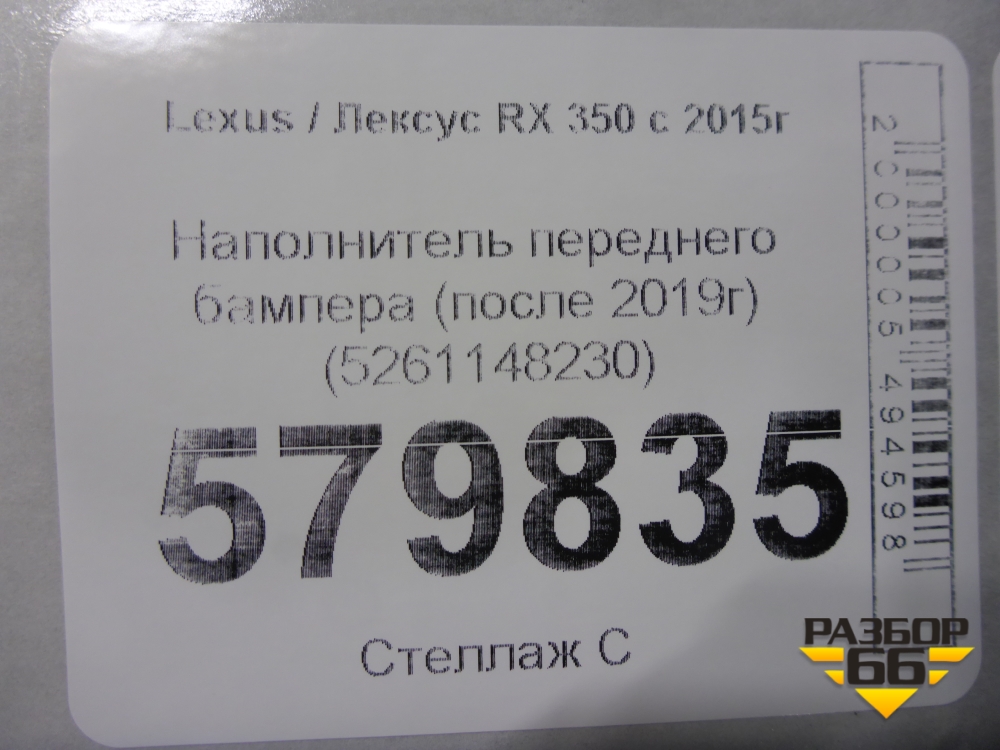 Lexus / Лексус RX 350 с 2015г
Наполнитель переднего
бампера (после 2019г)
(5261148230)
579835
Стеллаж С
2000005494598
РАЗБОР
66